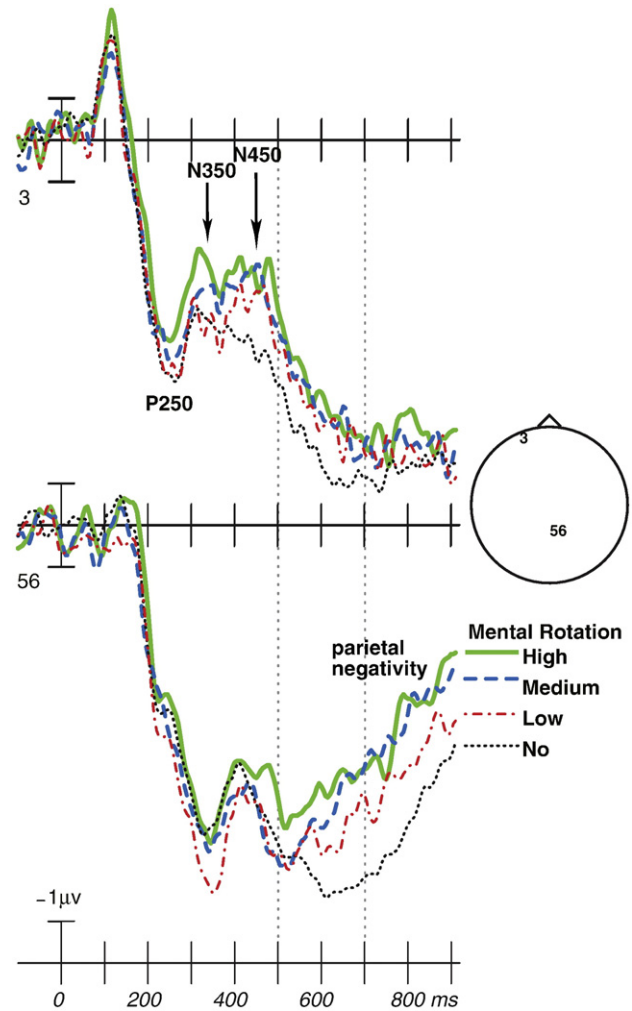 N450
N350
3
P250
3
56
56
parietal
negativity
Mental Rotation
High
Medium
Low
No
−1μv
0 200 400 600 800 ms